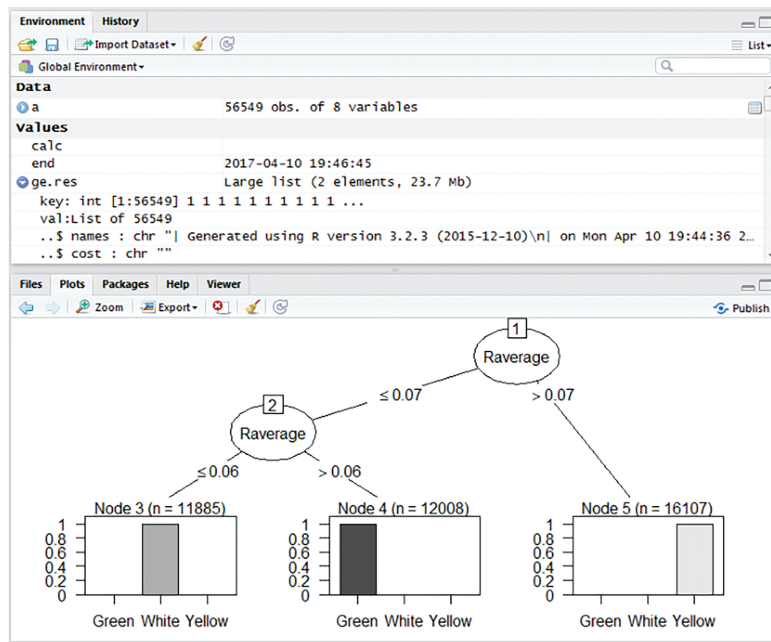 Environment History
Import Dataset
List
Global Environment
Data
a 56549 obs. of 8 variables
Values
calc
end 2017-04-10 19:46:45
ge.res Large list (2 elements, 23.7 Mb)
key: int [1:56549] 1 1 1 1 1 1 1 1 1 1 ...
val:List of 56549
..$ names : chr "| Generated using R version 3.2.3 (2015-12-10)\n| on Mon Apr 10 19:44:36 2…
..$ cost : chr ""
Files Plots Packages Help Viewer
Zoom Export Publish
1
Raverage
≤ 0.07 > 0.07
2
Raverage
≤ 0.06 > 0.06
Node 3 (n = 11885) Node 4 (n = 12008) Node 5 (n = 16107)
1 1 1
0.8 0.8 0.8
0.6 0.6 0.6
0.4 0.4 0.4
0.2 0.2 0.2
0 0 0
Green White Yellow Green White Yellow Green White Yellow